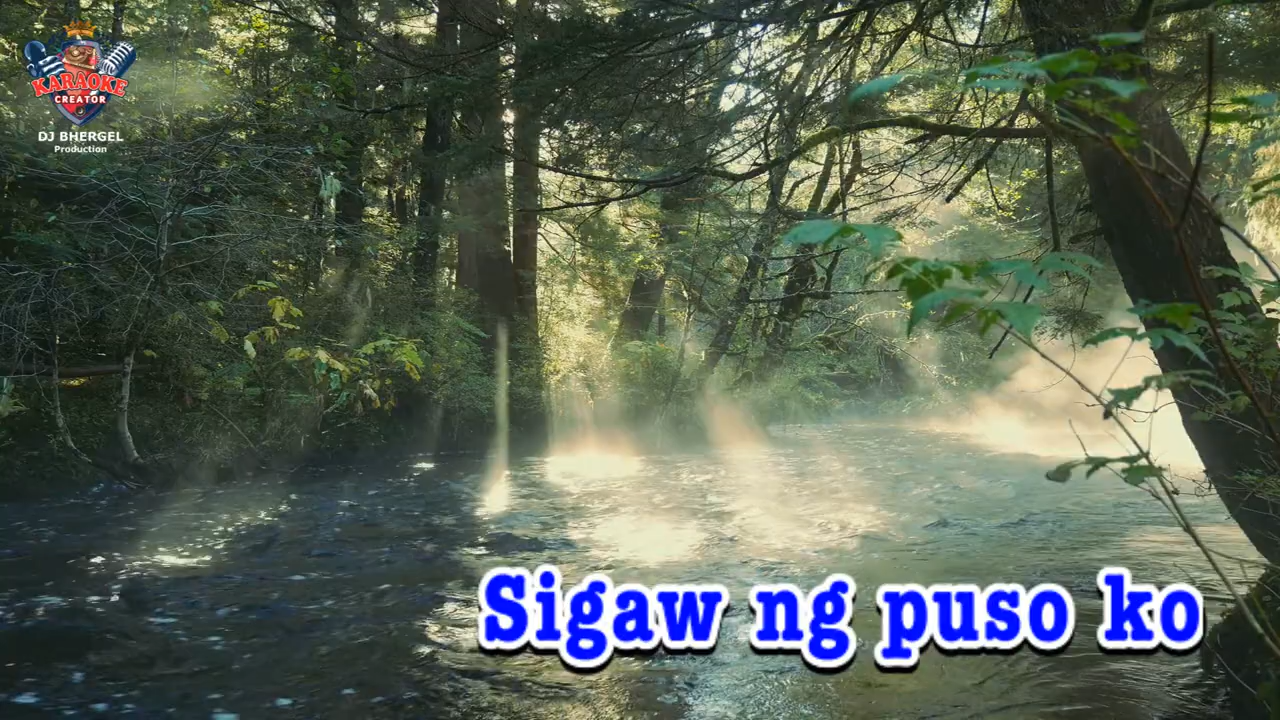 KARAOKE
CREATOR
DJ BHERGEL
Production
Sigaw ng puso ko